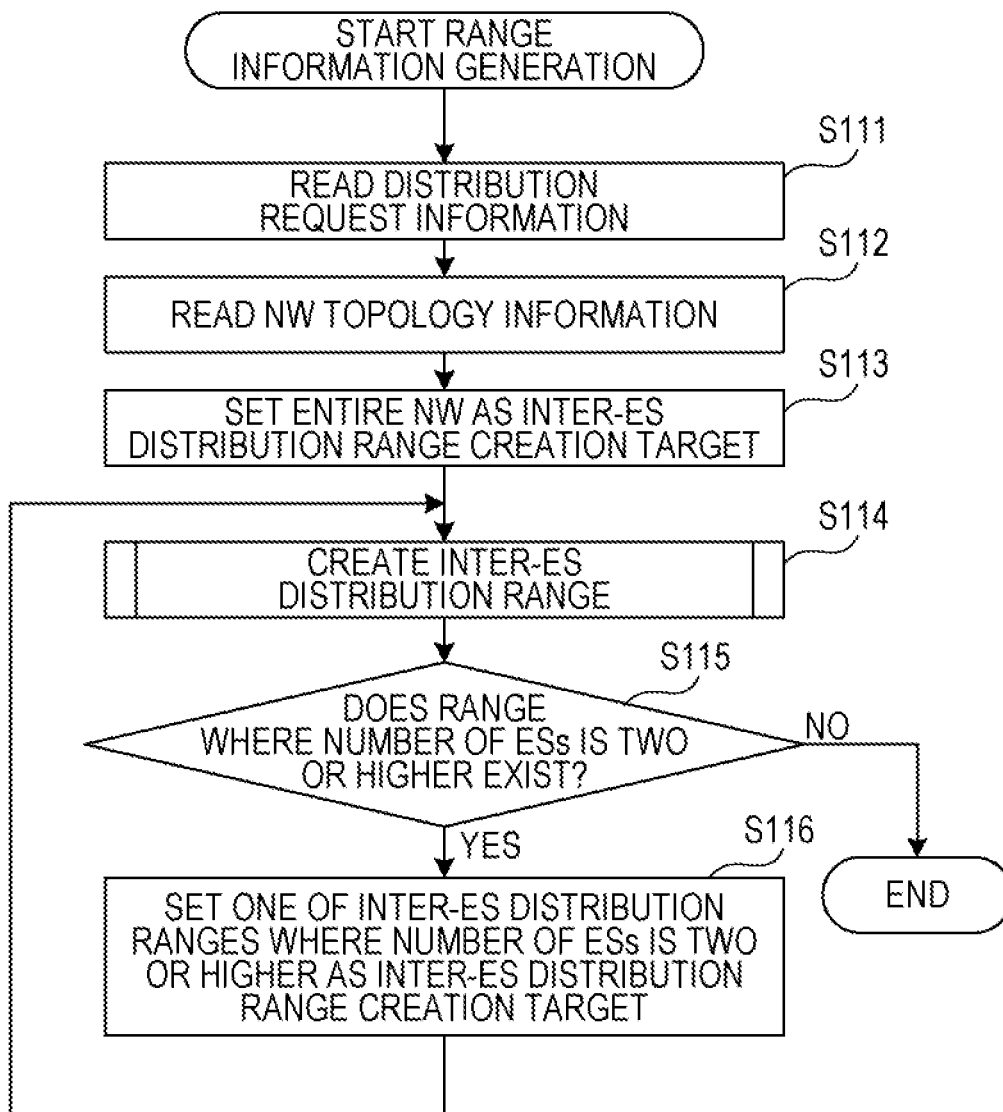 START RANGE
INFORMATION GENERATION
S111
READ DISTRIBUTION
REQUEST INFORMATION
S112
READ NW TOPOLOGY INFORMATION
S113
SET ENTIRE NW AS INTER-ES
DISTRIBUTION RANGE CREATION TARGET
S114
CREATE INTER-ES
DISTRIBUTION RANGE
S115
DOES RANGE
WHERE NUMBER OF ESs IS TWO
OR HIGHER EXIST?
NO
YES
S116
SET ONE OF INTER-ES DISTRIBUTION
RANGES WHERE NUMBER OF ESs IS TWO
OR HIGHER AS INTER-ES DISTRIBUTION
RANGE CREATION TARGET
END